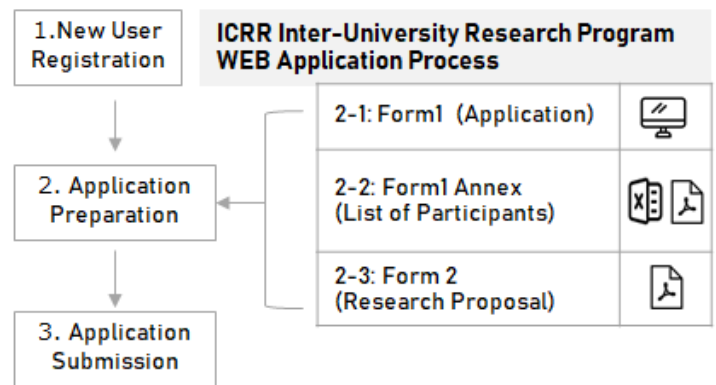 1.New User
Registration
ICRR Inter-University Research Program
WEB Application Process
2-1: Form1 (Application)
2. Application
Preparation
2-2: Form1 Annex
(List of Participants)
X
2-3: Form 2
(Research Proposal)
3. Application
Submission